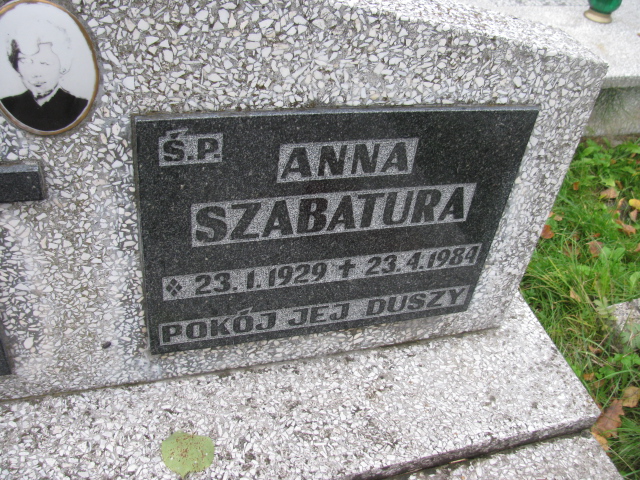 Ś.P. ANNA
SZABATURA
23.1.1929 ✝ 23.4.1984
POKÓJ JEJ DUSZY